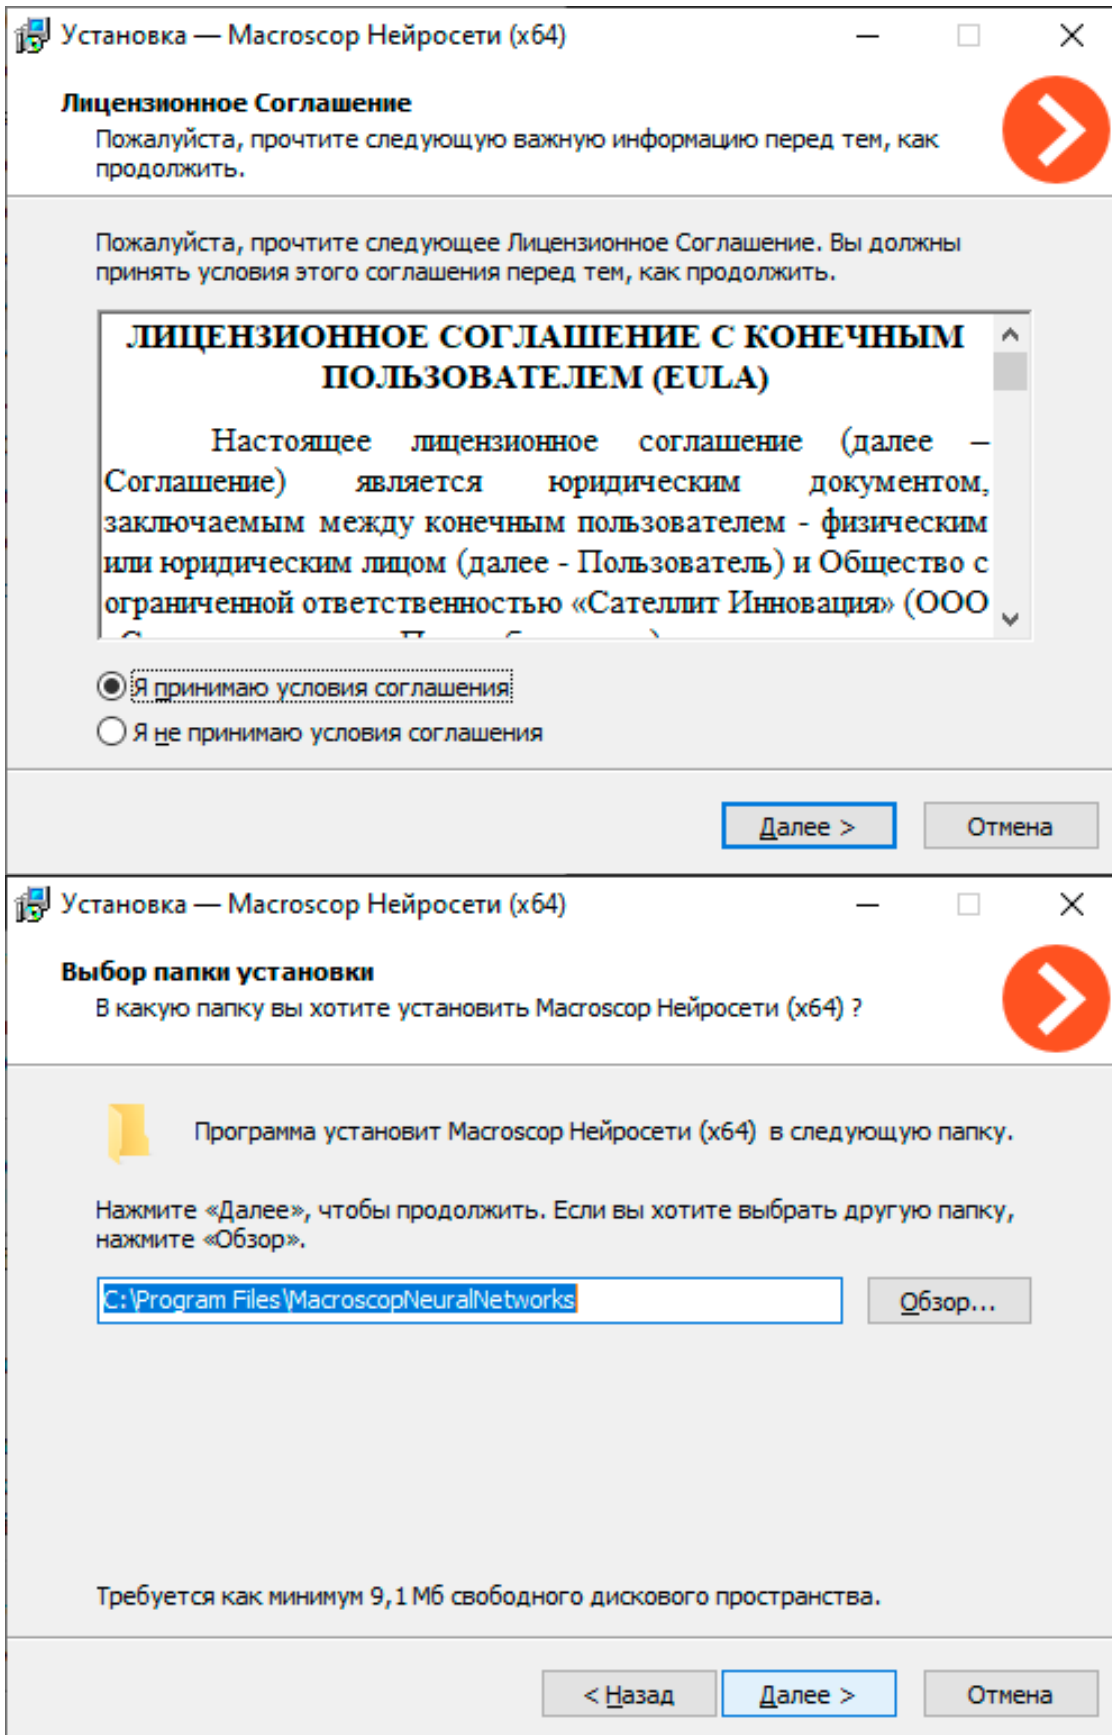 Установка — Macroscop Нейросети (x64)
Лицензионное Соглашение
Пожалуйста, прочтите следующую важную информацию перед тем, как
продолжить.
Пожалуйста, прочтите следующее Лицензионное Соглашение. Вы должны
принять условия этого соглашения перед тем, как продолжить.
ЛИЦЕНЗИОННОЕ СОГЛАШЕНИЕ С КОНЕЧНЫМ
ПОЛЬЗОВАТЕЛЕМ (EULA)
Настоящее лицензионное соглашение (далее –
Соглашение) является юридическим документом,
заключаемым между конечным пользователем - физическим
или юридическим лицом (далее - Пользователь) и Общество с
ограниченной ответственностью «Сателлит Инновация» (ООО
Я принимаю условия соглашения
Я не принимаю условия соглашения
Далее >
Отмена
Установка — Macroscop Нейросети (x64)
Выбор папки установки
В какую папку вы хотите установить Macroscop Нейросети (x64) ?
Программа установит Macroscop Нейросети (x64) в следующую папку.
Нажмите «Далее», чтобы продолжить. Если вы хотите выбрать другую папку,
нажмите «Обзор».
C:\Program Files\MacroscopNeuralNetworks
Обзор...
Требуется как минимум 9,1 Мб свободного дискового пространства.
< Назад
Далее >
Отмена